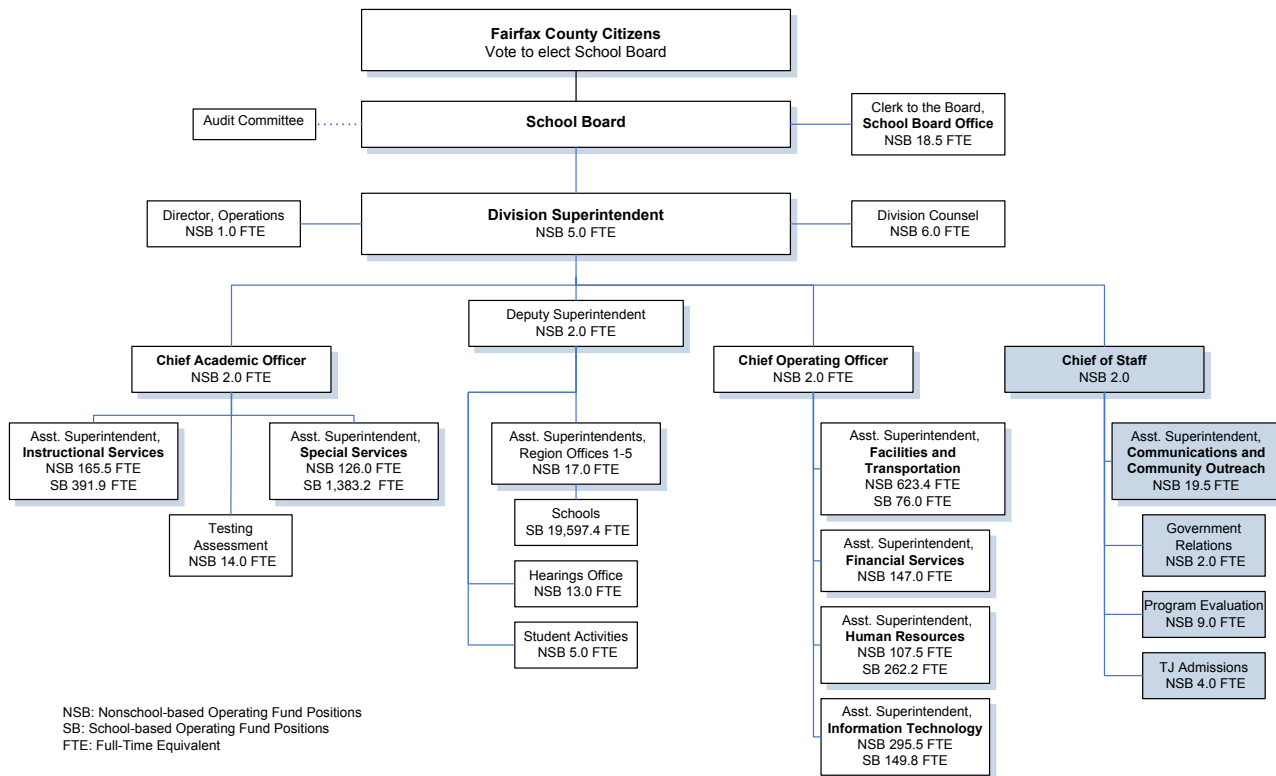 Fairfax County Citizens
Vote to elect School Board
Audit Committee
School Board
Clerk to the Board,
School Board Office
NSB 18.5 FTE
Director, Operations
NSB 1.0 FTE
Division Superintendent
NSB 5.0 FTE
Division Counsel
NSB 6.0 FTE
Deputy Superintendent
NSB 2.0 FTE
Chief Academic Officer
NSB 2.0 FTE
Chief Operating Officer
NSB 2.0 FTE
Chief of Staff
NSB 2.0
Asst. Superintendent,
Instructional Services
NSB 165.5 FTE
SB 391.9 FTE
Asst. Superintendent,
Special Services
NSB 126.0 FTE
SB 1,383.2 FTE
Testing
Assessment
NSB 14.0 FTE
Asst. Superintendents,
Region Offices 1-5
NSB 17.0 FTE
Schools
SB 19,597.4 FTE
Hearings Office
NSB 13.0 FTE
Student Activities
NSB 5.0 FTE
Asst. Superintendent,
Facilities and
Transportation
NSB 623.4 FTE
SB 76.0 FTE
Asst. Superintendent,
Financial Services
NSB 147.0 FTE
Asst. Superintendent,
Human Resources
NSB 107.5 FTE
SB 262.2 FTE
Asst. Superintendent,
Information Technology
NSB 295.5 FTE
SB 149.8 FTE
Asst. Superintendent,
Communications and
Community Outreach
NSB 19.5 FTE
Government
Relations
NSB 2.0 FTE
Program Evaluation
NSB 9.0 FTE
TJ Admissions
NSB 4.0 FTE
NSB: Nonschool-based Operating Fund Positions
SB: School-based Operating Fund Positions
FTE: Full-Time Equivalent